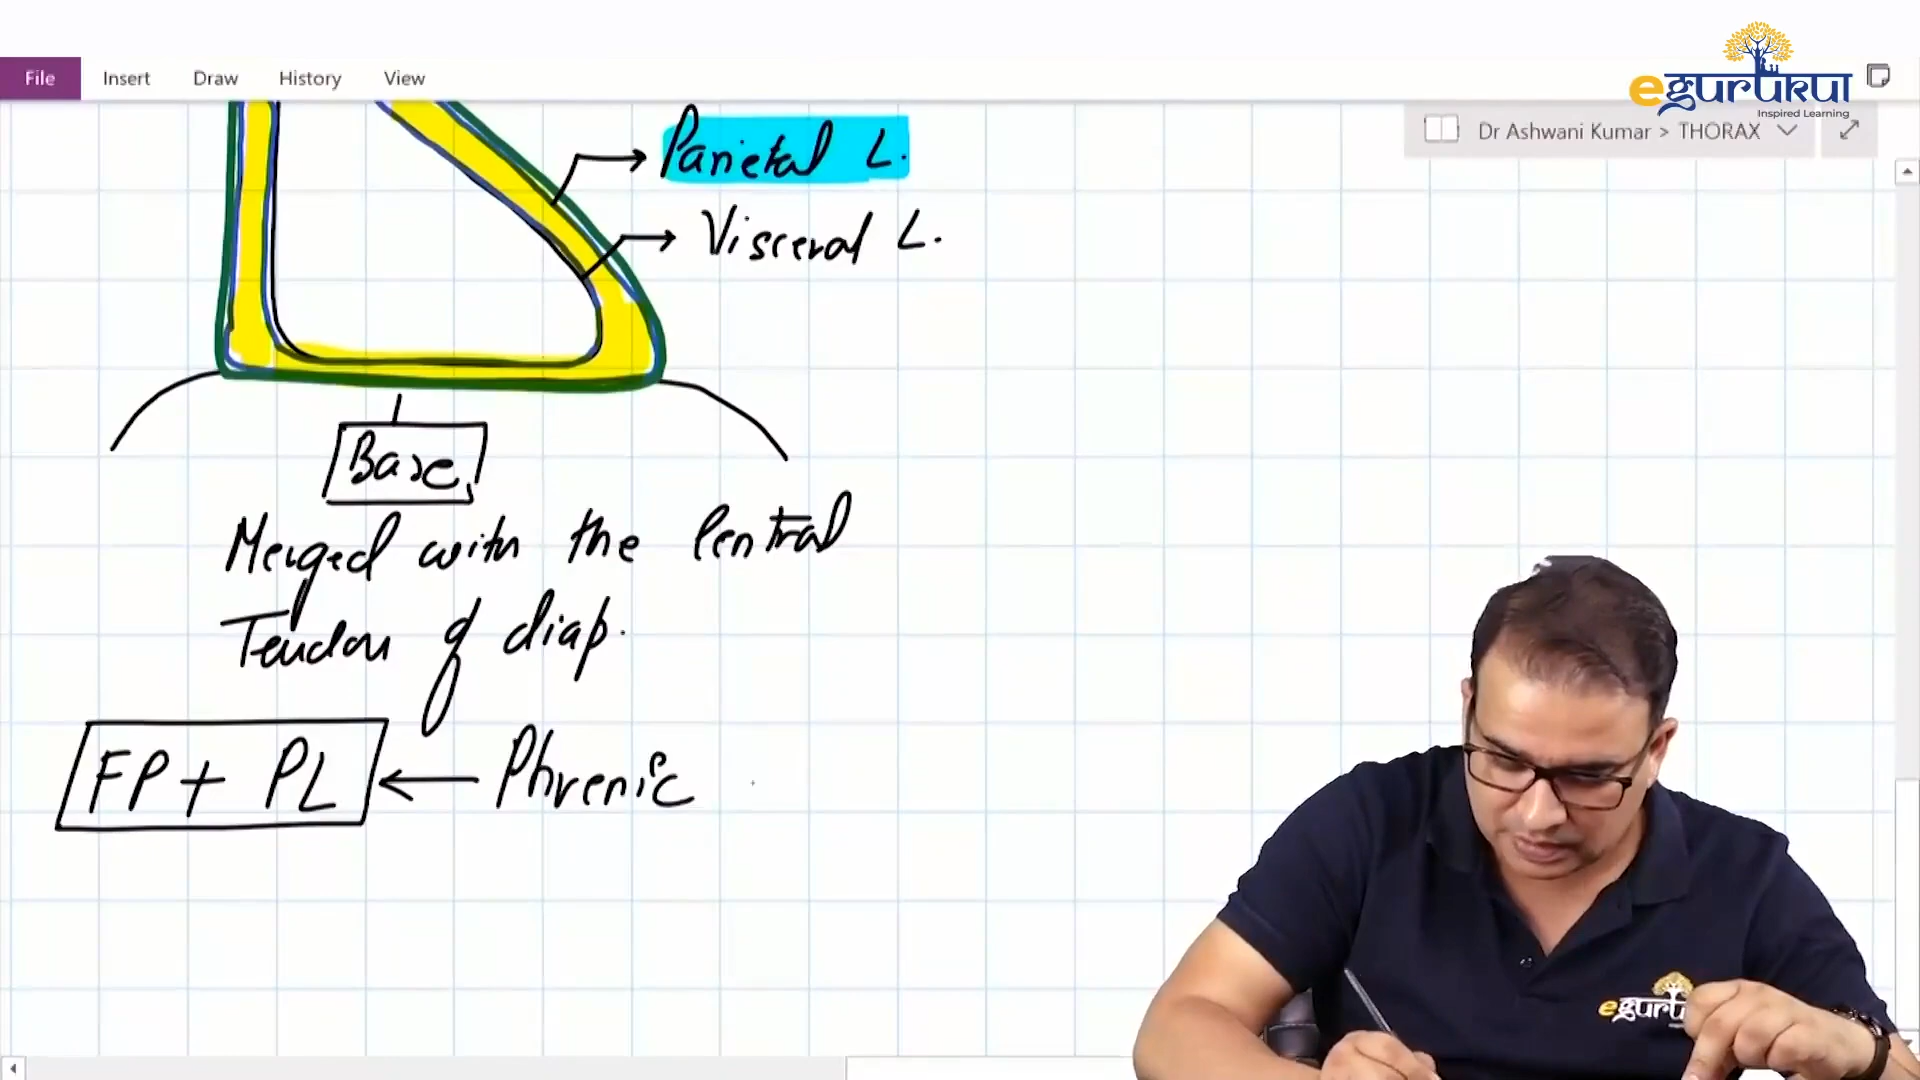 File Insert Draw History View
egurukul
Inspired Learning
Dr Ashwani Kumar > THORAX
Parietal L.
Visceral L.
Base
Merged with the Central
Tendon of diap.
FP + PL ← Phrenic
eguru